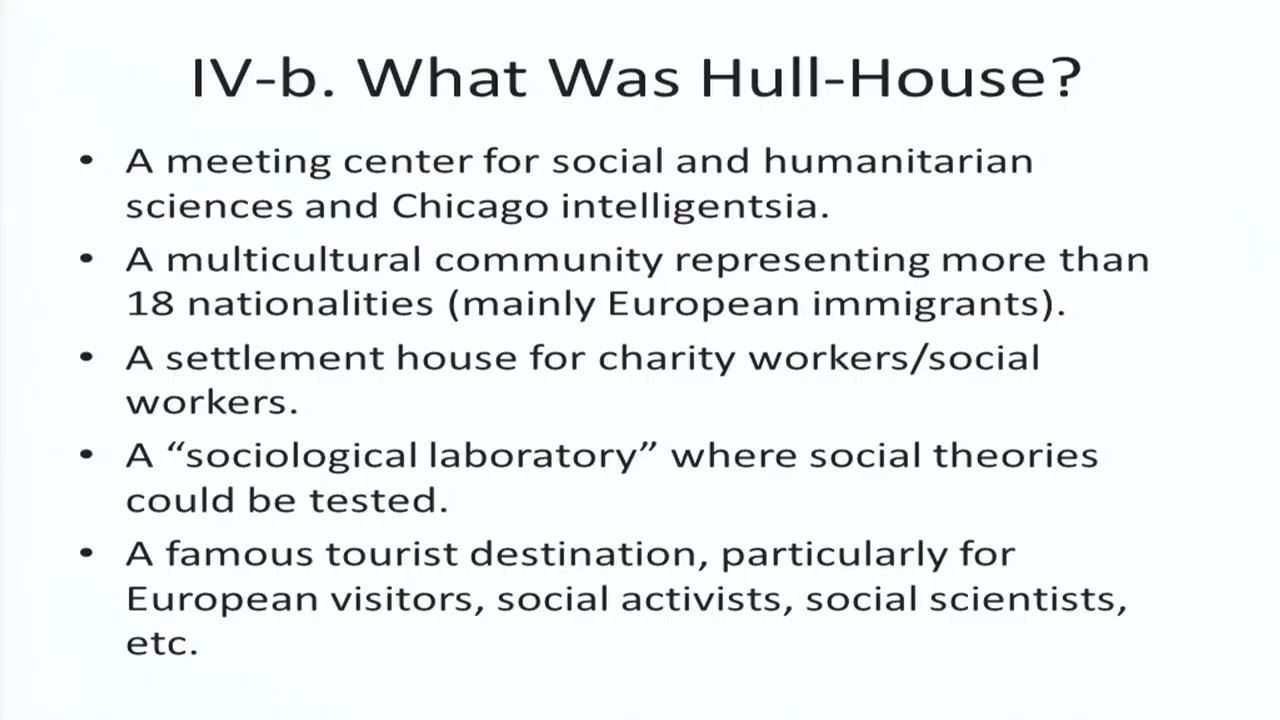 IV-b. What Was Hull-House?
• A meeting center for social and humanitarian
sciences and Chicago intelligentsia.
• A multicultural community representing more than
18 nationalities (mainly European immigrants).
• A settlement house for charity workers/social
workers.
• A “sociological laboratory” where social theories
could be tested.
• A famous tourist destination, particularly for
European visitors, social activists, social scientists,
etc.